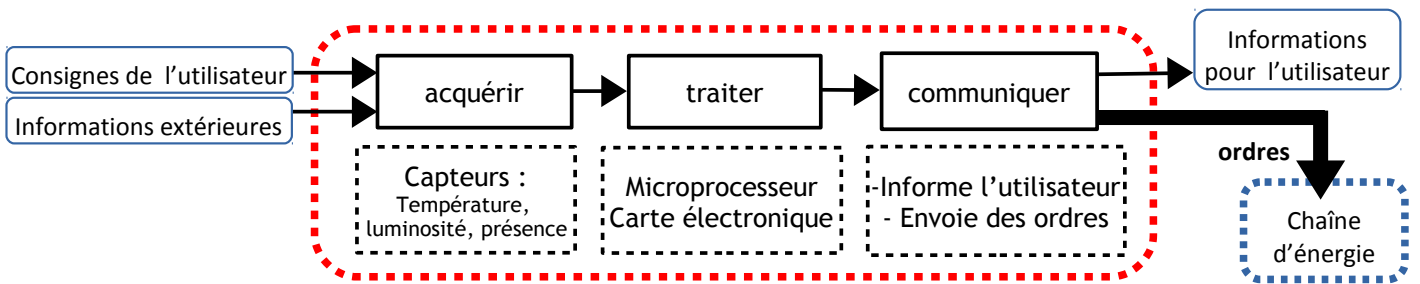 Consignes de l’utilisateur
Informations extérieures
acquérir
traiter
communiquer
Capteurs :
Température,
luminosité, présence
Microprocesseur
Carte électronique
-Informe l’utilisateur
- Envoie des ordres
Informations
pour l’utilisateur
ordres
Chaîne
d’énergie